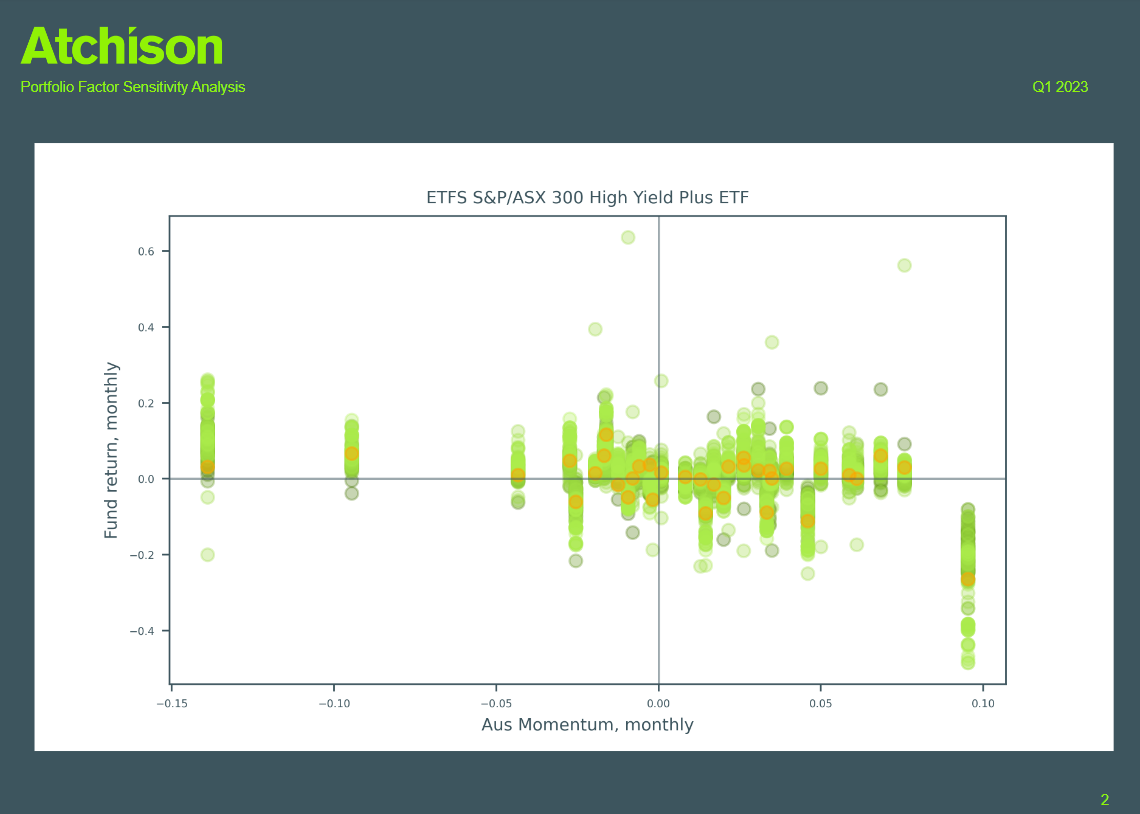 Atchison
Portfolio Factor Sensitivity Analysis
Q1 2023
ETFS S&P/ASX 300 High Yield Plus ETF
0.6
0.4
0.2
0.0
−0.2
−0.4
Fund return, monthly
−0.15
−0.10
−0.05
0.00
0.05
0.10
Aus Momentum, monthly
2